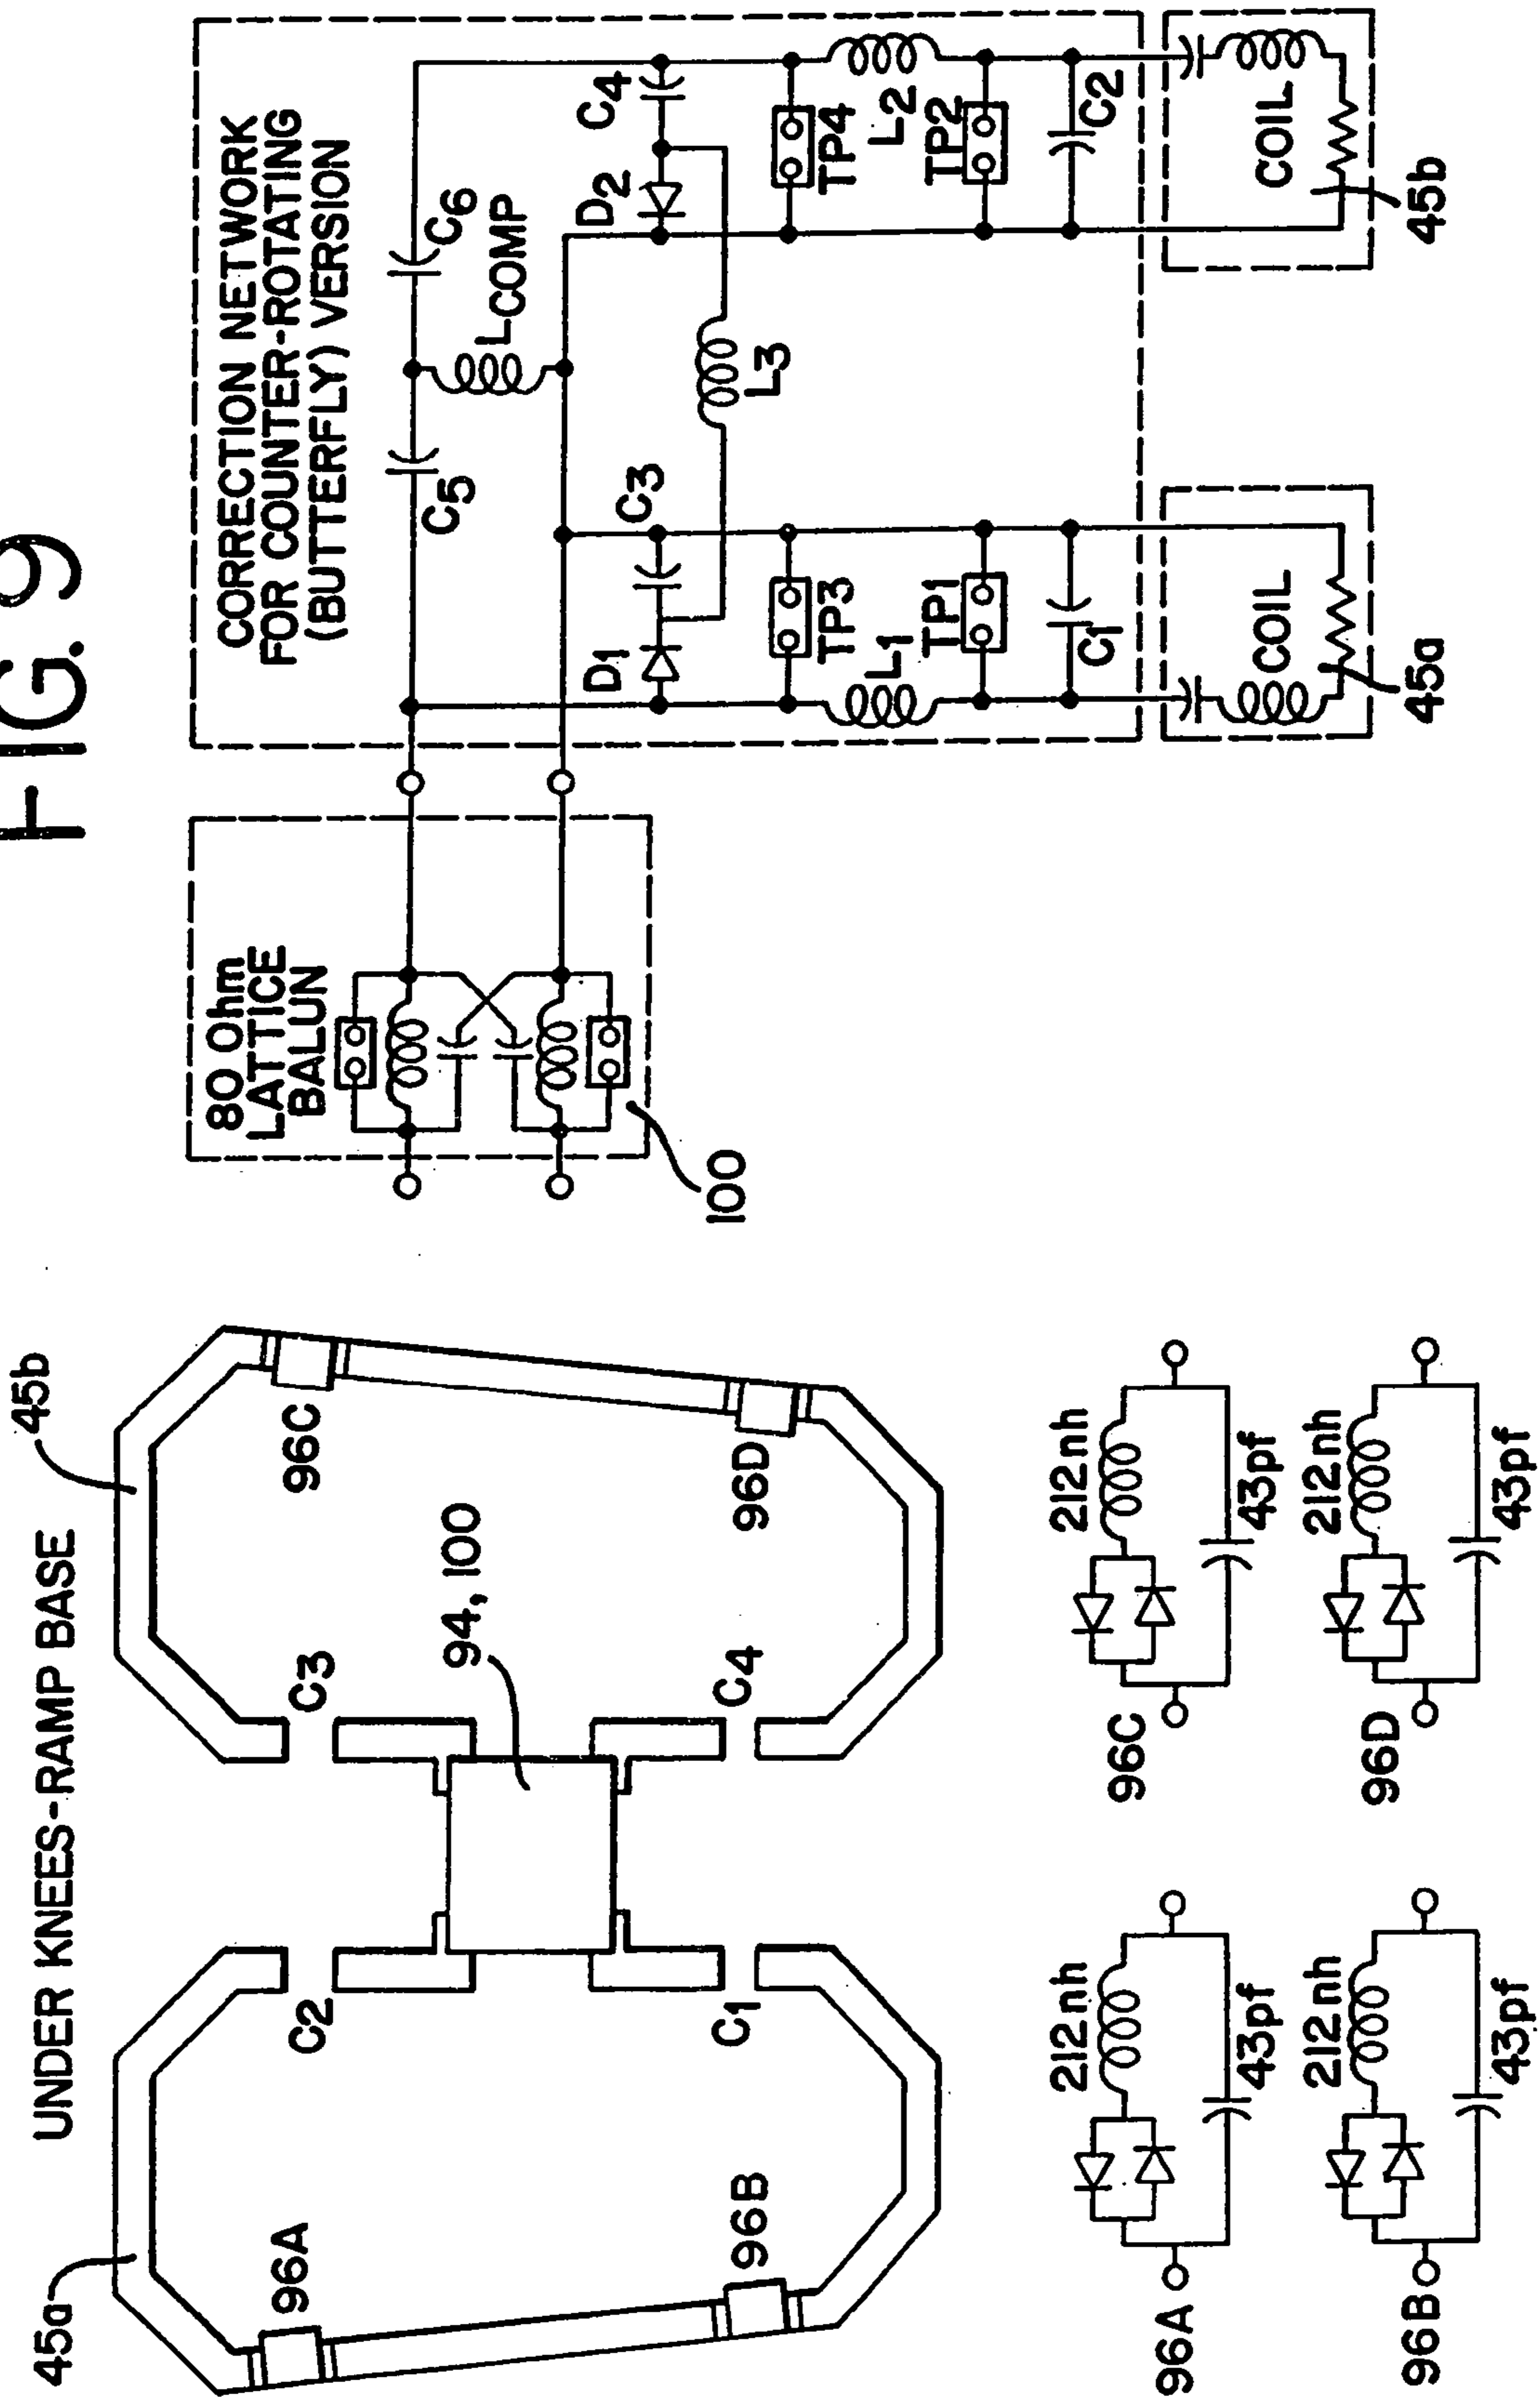 FIG. 9
UNDER KNEES-RAMP BASE
45a
45b
96A
96B
C2
C1
C3
C4
94, 100
96C
96D
96A
212nh
43pf
96B
212nh
43pf
96C
212nh
43pf
96D
212nh
43pf
80 Ohm
LATTICE
BALUN
100
CORRECTION NETWORK
FOR COUNTER-ROTATING
(BUTTERFLY) VERSION
C5
C6
LCOMP
D1
C3
L3
D2
C4
TP3
L1
TP1
C1
TP4
L2
TP2
C2
COIL
45a
COIL
45b